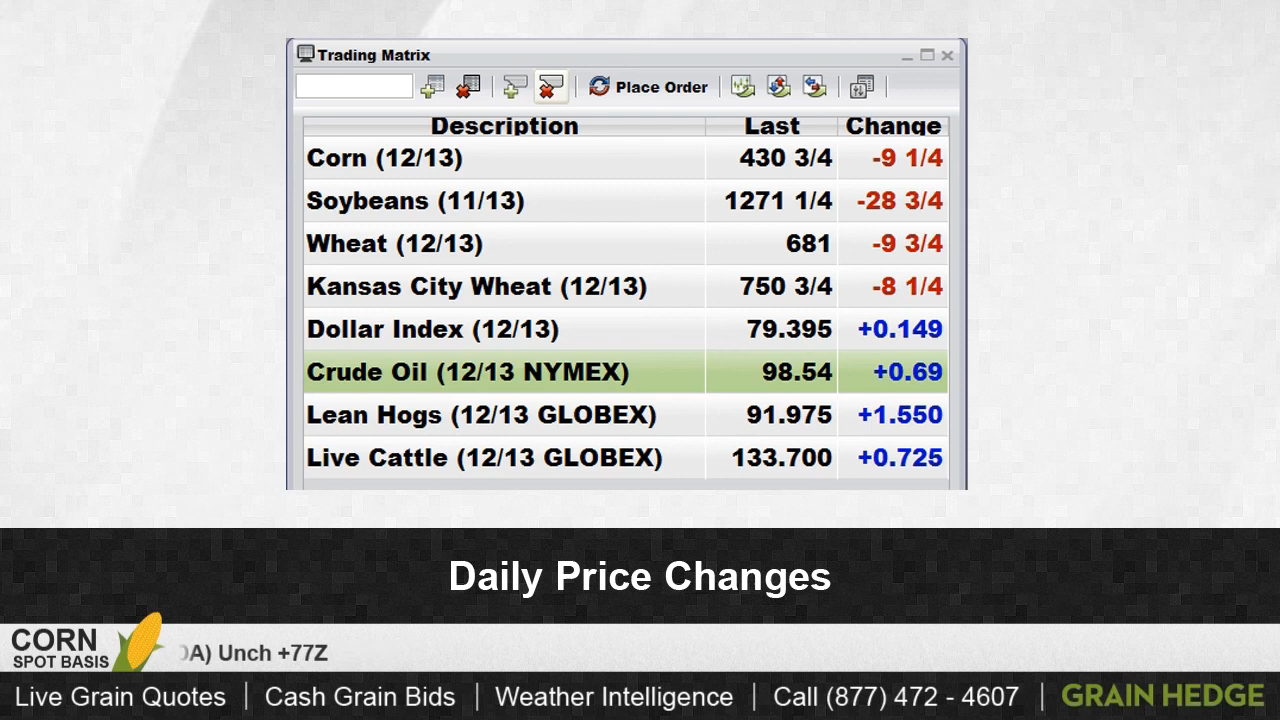 Trading Matrix
Place Order
Description Last Change
Corn (12/13) 430 3/4 -9 1/4
Soybeans (11/13) 1271 1/4 -28 3/4
Wheat (12/13) 681 -9 3/4
Kansas City Wheat (12/13) 750 3/4 -8 1/4
Dollar Index (12/13) 79.395 +0.149
Crude Oil (12/13 NYMEX) 98.54 +0.69
Lean Hogs (12/13 GLOBEX) 91.975 +1.550
Live Cattle (12/13 GLOBEX) 133.700 +0.725
Daily Price Changes
CORN
SPOT BASIS
A) Unch +77Z
Live Grain Quotes | Cash Grain Bids | Weather Intelligence | Call (877) 472 - 4607 | GRAIN HEDGE